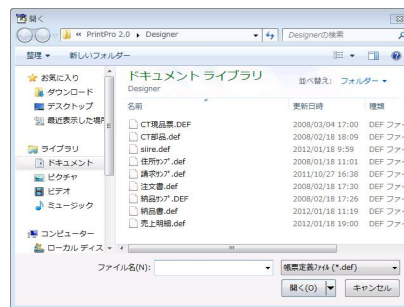 開く
« PrintPro 2.0 ▸ Designer
Designerの検索
整理 ▼ 新しいフォルダー
お気に入り
ダウンロード
デスクトップ
最近表示した場所
ライブラリ
ドキュメント
ピクチャ
ビデオ
ミュージック
コンピューター
ローカル ディス
ドキュメント ライブラリ
Designer
並べ替え: フォルダー ▼
名前 更新日時 種類
CT現品票.DEF 2008/03/04 17:00 DEF ファイ
CT部品.def 2008/02/18 18:09 DEF ファイ
siire.def 2012/01/18 9:59 DEF ファイ
住所ｻﾝﾌﾟ.def 2008/01/18 11:01 DEF ファイ
請求ｻﾝﾌﾟ.def 2011/10/27 16:38 DEF ファイ
注文書.def 2008/02/18 17:30 DEF ファイ
納品ｻﾝﾌﾟ.DEF 2008/02/18 17:26 DEF ファイ
納品書.def 2012/01/18 11:19 DEF ファイ
売上明細.def 2012/01/18 19:00 DEF ファイ
ファイル名(N):
帳票定義ﾌｧｲﾙ (*.def)
開く(O) キャンセル